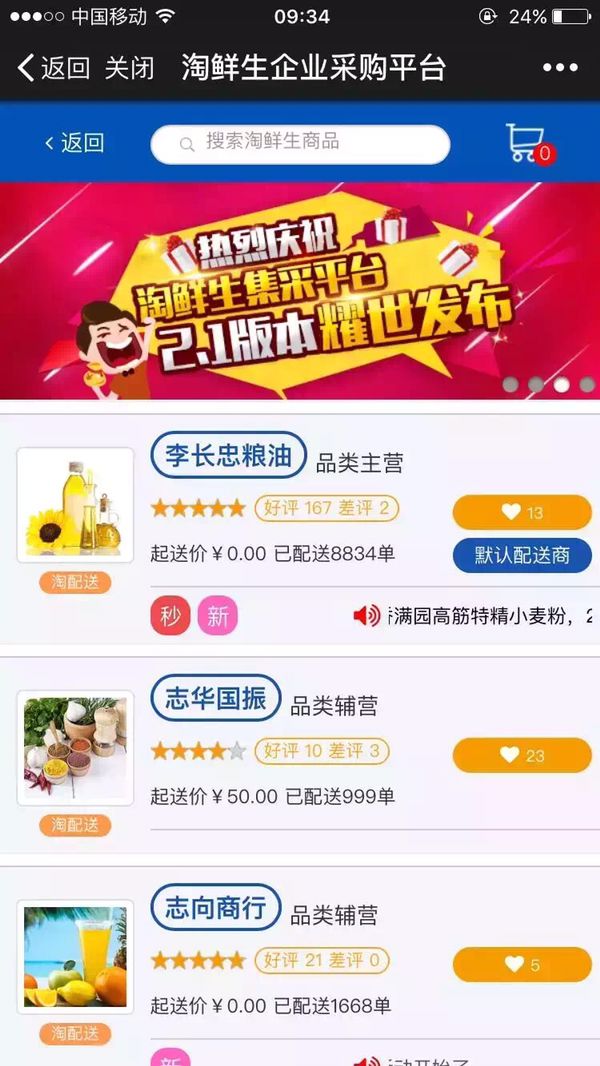 中国移动 09:34 24%
返回 关闭 淘鲜生企业采购平台
返回 搜索淘鲜生商品 0
热烈庆祝
淘鲜生集采平台
2.1版本耀世发布
李长忠粮油 品类主营
好评 167 差评 2 13
起送价￥0.00 已配送8834单 默认配送商
淘配送
秒 新 满园高筋特精小麦粉，2
志华国振 品类辅营
好评 10 差评 3 23
起送价￥50.00 已配送999单
淘配送
志向商行 品类辅营
好评 21 差评 0 5
起送价￥0.00 已配送1668单
淘配送
新